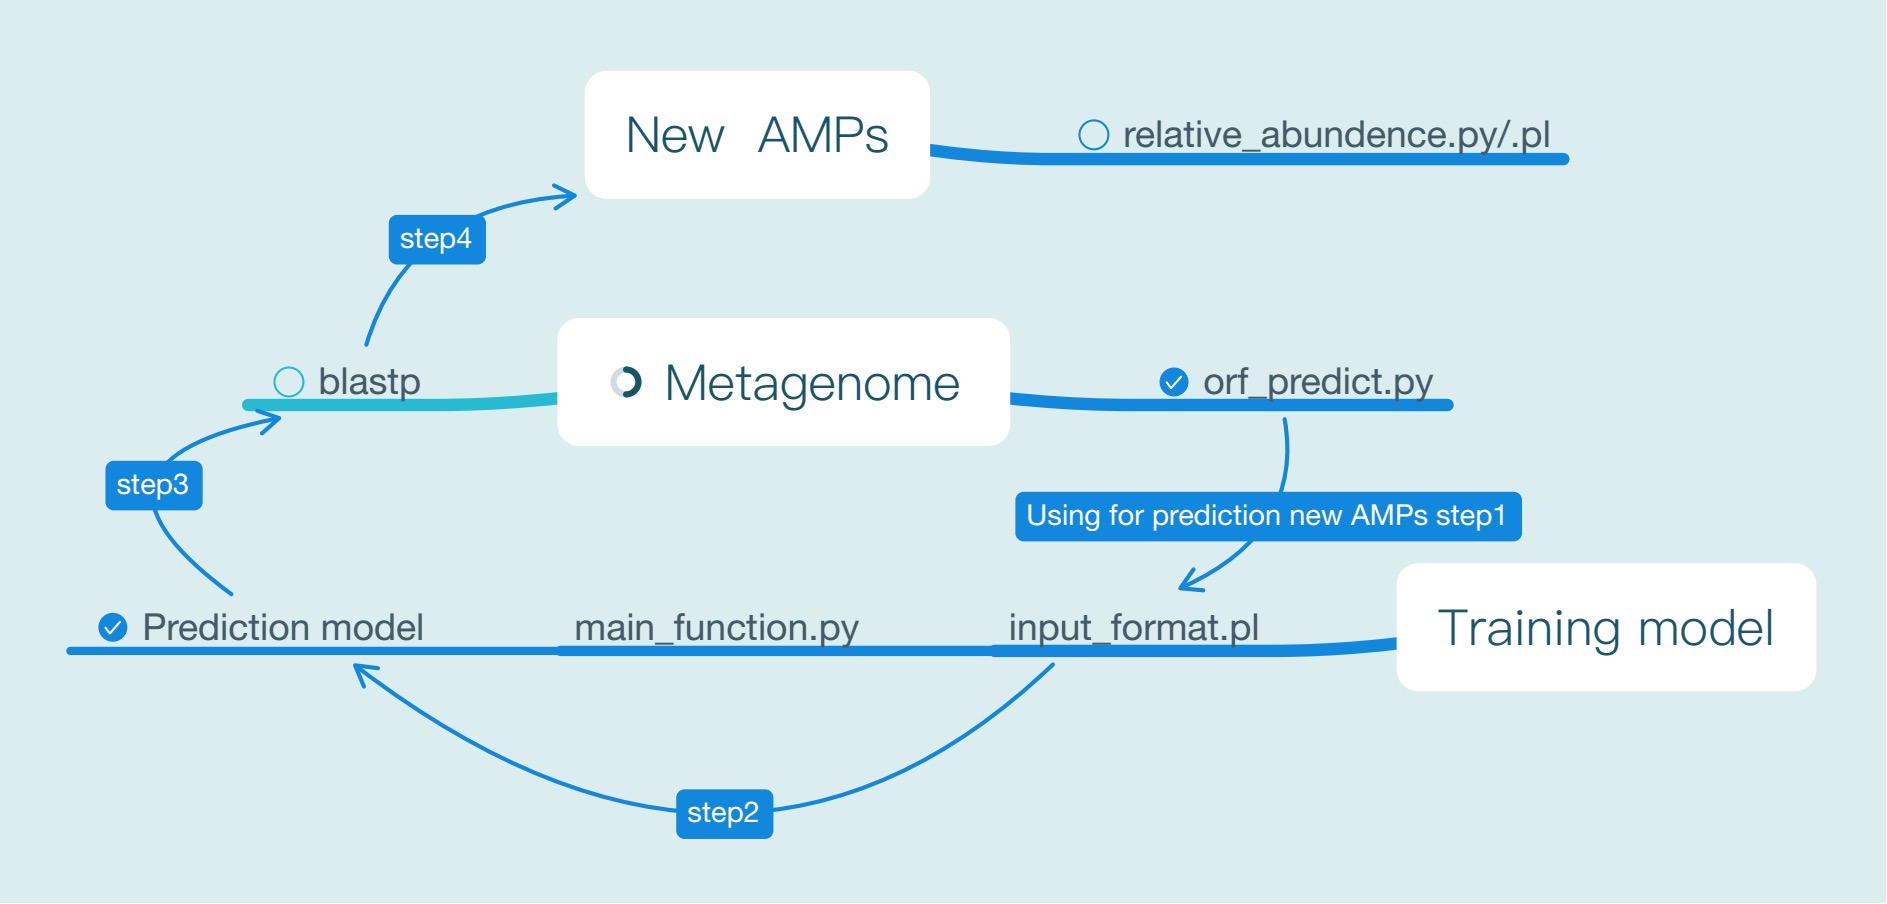 New AMPs
relative_abundence.py/.pl
step4
blastp
Metagenome
orf_predict.py
step3
Using for prediction new AMPs step1
Prediction model
main_function.py
input_format.pl
Training model
step2